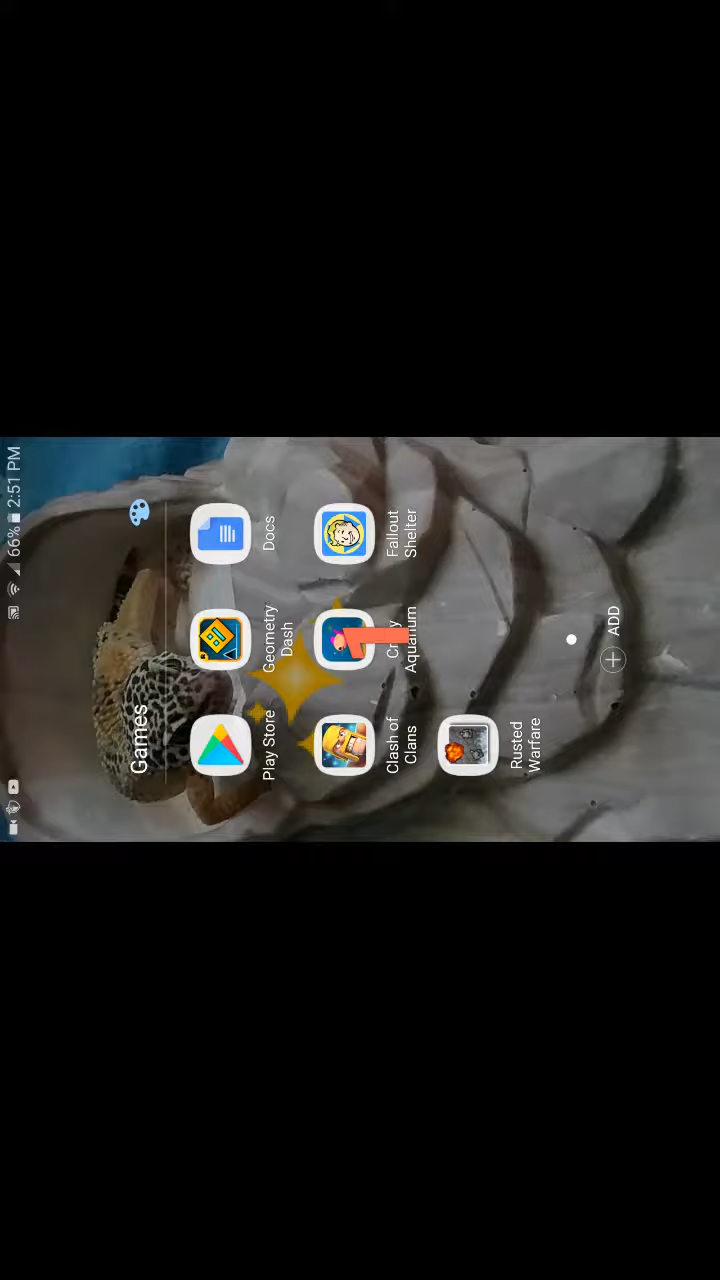 66% 2:51 PM
Games
Play Store
Geometry
Dash
Docs
Clash of
Clans
Aquarium
Fallout
Shelter
Rusted
Warfare
ADD